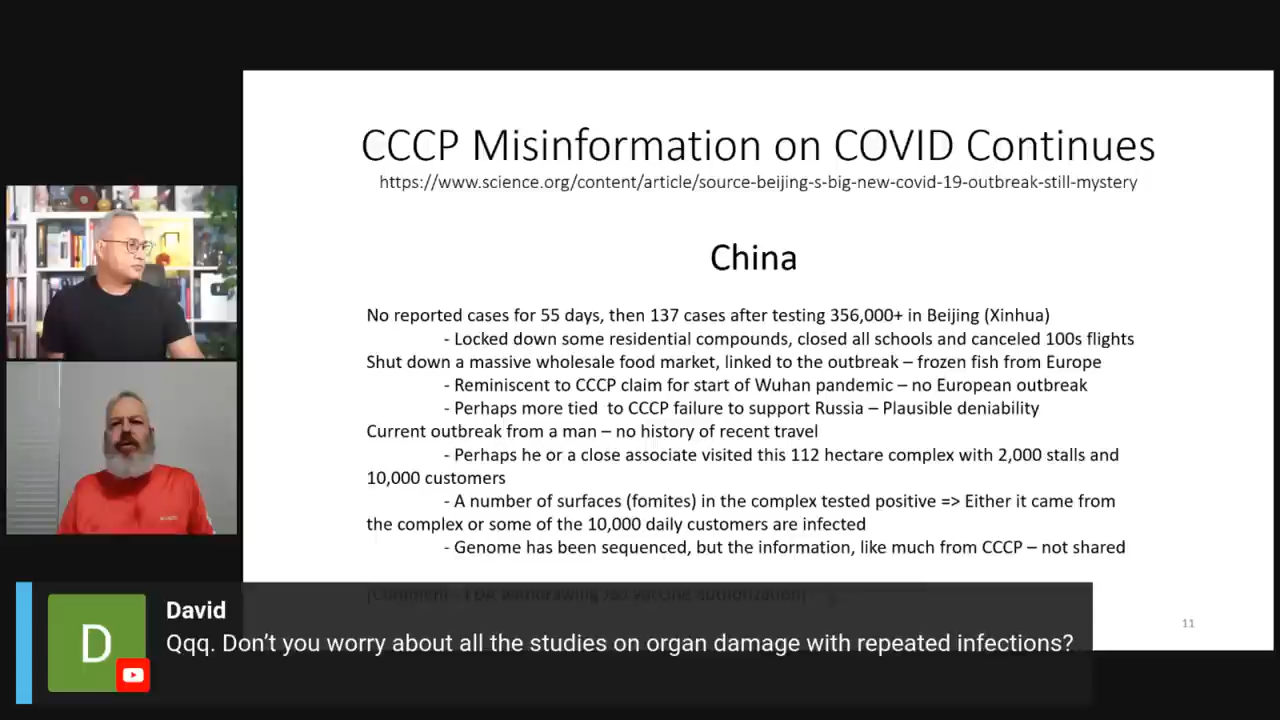 CCCP Misinformation on COVID Continues
https://www.science.org/content/article/source-beijing-s-big-new-covid-19-outbreak-still-mystery
China
No reported cases for 55 days, then 137 cases after testing 356,000+ in Beijing (Xinhua)
- Locked down some residential compounds, closed all schools and canceled 100s flights
Shut down a massive wholesale food market, linked to the outbreak – frozen fish from Europe
- Reminiscent to CCCP claim for start of Wuhan pandemic – no European outbreak
- Perhaps more tied to CCCP failure to support Russia – Plausible deniability
Current outbreak from a man – no history of recent travel
- Perhaps he or a close associate visited this 112 hectare complex with 2,000 stalls and
10,000 customers
- A number of surfaces (fomites) in the complex tested positive => Either it came from
the complex or some of the 10,000 daily customers are infected
- Genome has been sequenced, but the information, like much from CCCP – not shared
11
D
David
Qqq. Don’t you worry about all the studies on organ damage with repeated infections?